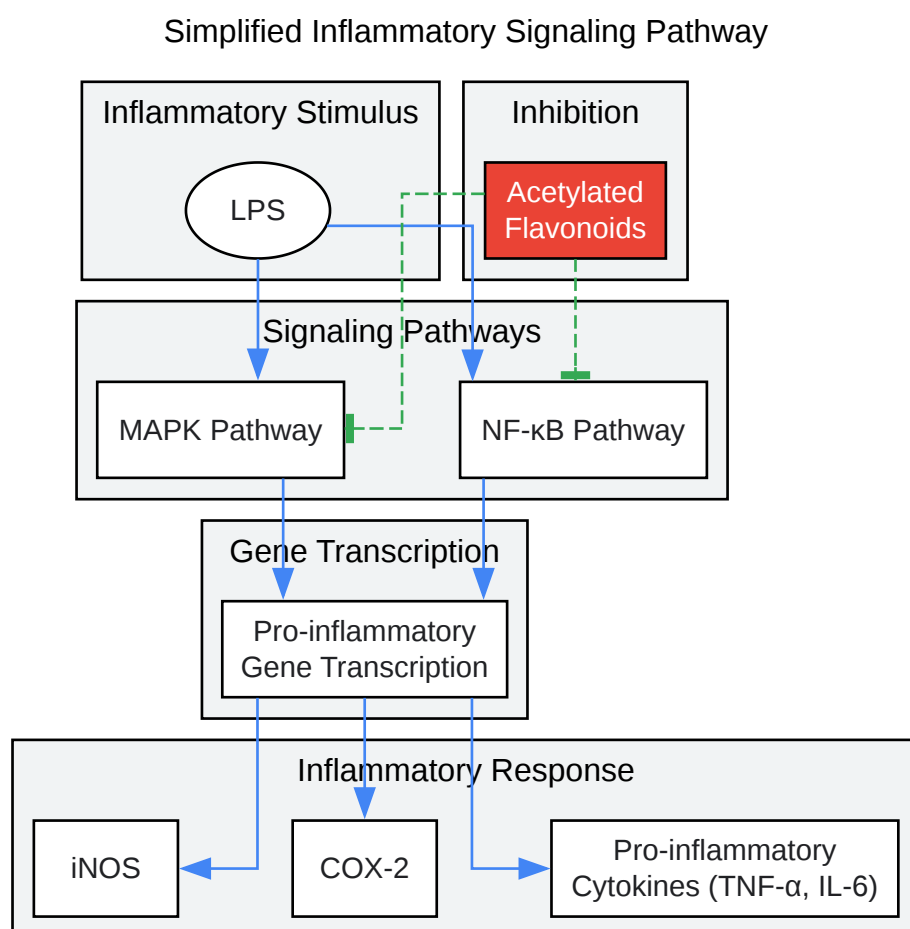 Simplified Inflammatory Signaling Pathway
Inflammatory Stimulus
Inhibition
LPS
Acetylated
Flavonoids
Signaling Pathways
MAPK Pathway
NF-κB Pathway
Gene Transcription
Pro-inflammatory
Gene Transcription
Inflammatory Response
iNOS
COX-2
Pro-inflammatory
Cytokines (TNF-α, IL-6)